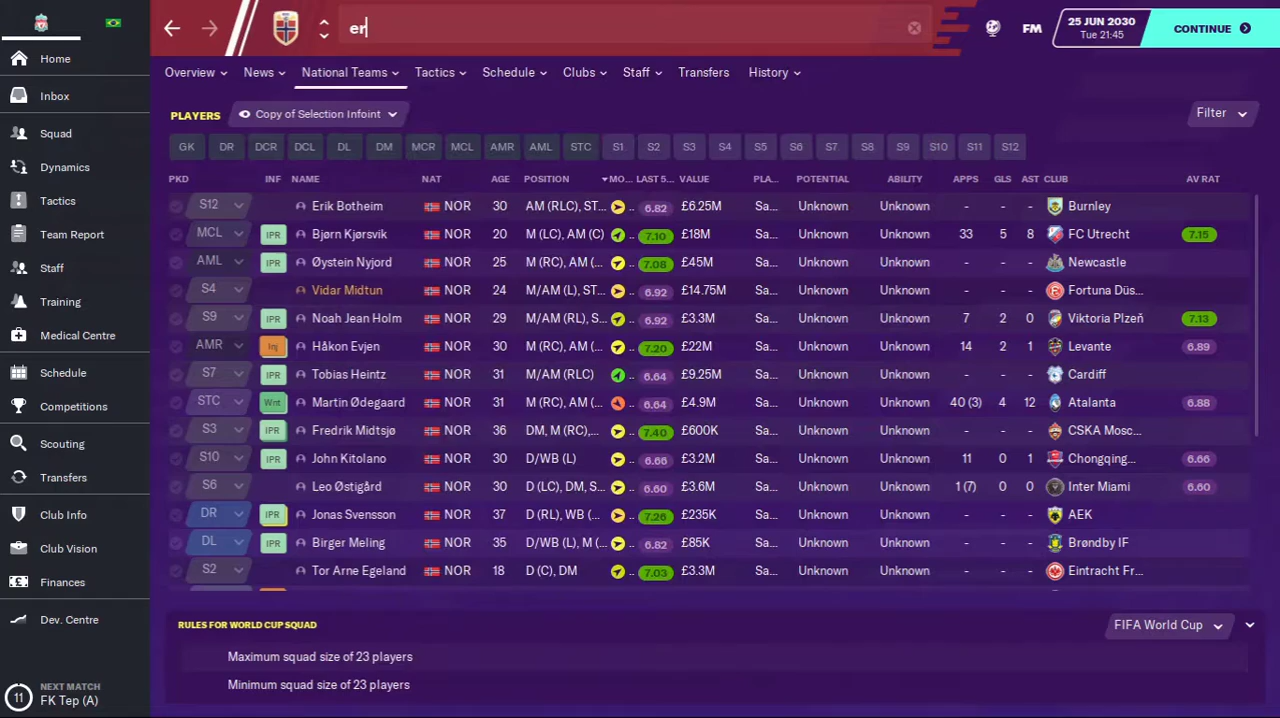 er
25 JUN 2030
Tue 21:45
FM
CONTINUE
Home
Inbox
Squad
Dynamics
Tactics
Team Report
Staff
Training
Medical Centre
Schedule
Competitions
Scouting
Transfers
Club Info
Club Vision
Finances
Dev. Centre
11 NEXT MATCH
FK Tep (A)
Overview News National Teams Tactics Schedule Clubs Staff Transfers History
PLAYERS Copy of Selection Infoint Filter
GK DR DCR DCL DL DM MCR MCL AMR AML STC S1 S2 S3 S4 S5 S6 S7 S8 S9 S10 S11 S12
PKD INF NAME NAT AGE POSITION MO... LAST 5... VALUE PLA... POTENTIAL ABILITY APPS GLS AST CLUB AV RAT
S12 Erik Botheim NOR 30 AM (RLC), ST... .. 6.82 £6.25M Sa... Unknown Unknown - - - Burnley
MCL IPR Bjørn Kjørsvik NOR 20 M (LC), AM (C) .. 7.10 £18M Sa... Unknown Unknown 33 5 8 FC Utrecht 7.15
AML IPR Øystein Nyjord NOR 25 M (RC), AM (... .. 7.08 £45M Sa... Unknown Unknown - - - Newcastle
S4 Vidar Midtun NOR 24 M/AM (L), ST... .. 6.92 £14.75M Sa... Unknown Unknown - - - Fortuna Düs...
S9 IPR Noah Jean Holm NOR 29 M/AM (RL), S... .. 6.92 £3.3M Sa... Unknown Unknown 7 2 0 Viktoria Plzeň 7.13
AMR Inj Håkon Evjen NOR 30 M (RC), AM (... .. 7.20 £22M Sa... Unknown Unknown 14 2 1 Levante 6.89
S7 IPR Tobias Heintz NOR 31 M/AM (RLC) .. 6.64 £9.25M Sa... Unknown Unknown - - - Cardiff
STC Wnt Martin Ødegaard NOR 31 M (RC), AM (... .. 6.64 £4.9M Sa... Unknown Unknown 40 (3) 4 12 Atalanta 6.88
S3 IPR Fredrik Midtsjø NOR 36 DM, M (RC),... .. 7.40 £600K Sa... Unknown Unknown - - - CSKA Mosc...
S10 IPR John Kitolano NOR 30 D/WB (L) .. 6.66 £3.2M Sa... Unknown Unknown 11 0 1 Chongqing... 6.66
S6 Leo Østigård NOR 30 D (LC), DM, S... .. 6.60 £3.6M Sa... Unknown Unknown 1 (7) 0 0 Inter Miami 6.60
DR IPR Jonas Svensson NOR 37 D (RL), WB (... .. 7.26 £235K Sa... Unknown Unknown - - - AEK
DL IPR Birger Meling NOR 35 D/WB (L), M (... .. 6.82 £85K Sa... Unknown Unknown - - - Brøndby IF
S2 Tor Arne Egeland NOR 18 D (C), DM .. 7.03 £3.3M Sa... Unknown Unknown - - - Eintracht Fr...
RULES FOR WORLD CUP SQUAD FIFA World Cup
Maximum squad size of 23 players
Minimum squad size of 23 players